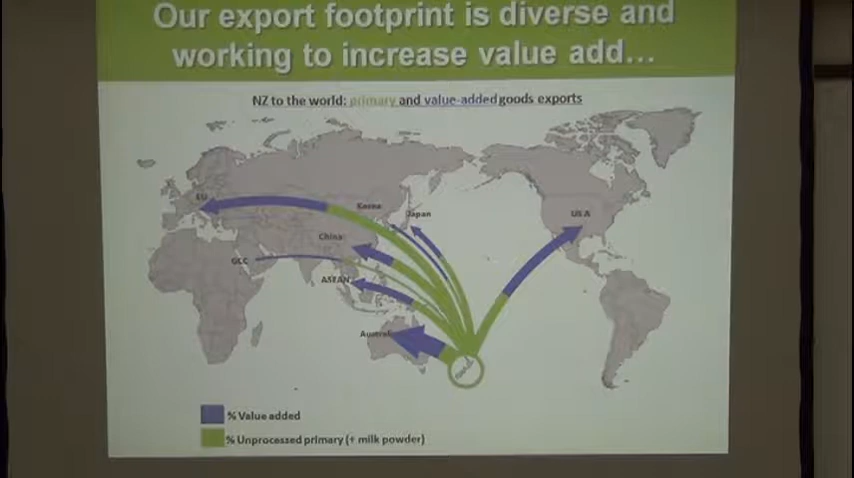 Our export footprint is diverse and
working to increase value add...
NZ to the world: primary and value-added goods exports
EU
Korea
Japan
USA
China
GCC
ASEAN
Australia
% Value added
% Unprocessed primary (+ milk powder)